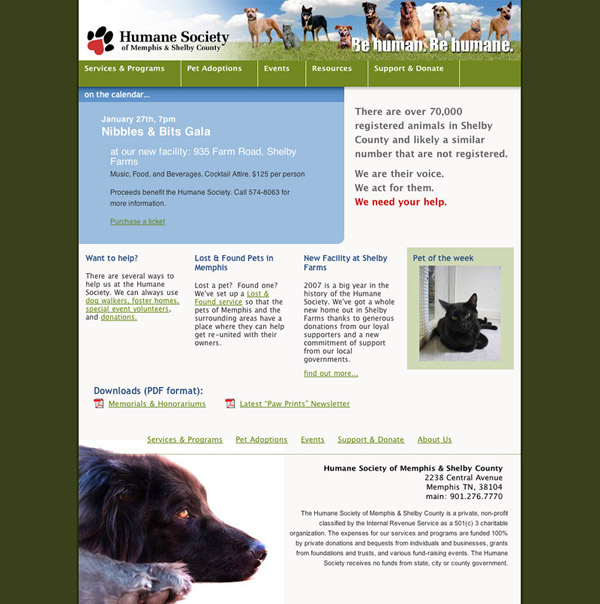 Humane Society
of Memphis & Shelby County
Be human. Be humane.
Services & Programs
Pet Adoptions
Events
Resources
Support & Donate
on the calendar...
January 27th, 7pm
Nibbles & Bits Gala
at our new facility: 935 Farm Road, Shelby
Farms
Music, Food, and Beverages. Cocktail Attire. $125 per person
Proceeds benefit the Humane Society. Call 574-8063 for
more information.
Purchase a ticket
There are over 70,000
registered animals in Shelby
County and likely a similar
number that are not registered.
We are their voice.
We act for them.
We need your help.
Want to help?
There are several ways to
help us at the Humane
Society. We can always use
dog walkers, foster homes,
special event volunteers,
and donations.
Lost & Found Pets in
Memphis
Lost a pet? Found one?
We've set up a Lost &
Found service so that the
pets of Memphis and the
surrounding areas have a
place where they can help
get re-united with their
owners.
New Facility at Shelby
Farms
2007 is a big year in the
history of the Humane
Society. We've got a whole
new home out in Shelby
Farms thanks to generous
donations from our loyal
supporters and a new
commitment of support
from our local
governments.
find out more...
Pet of the week
Downloads (PDF format):
Memorials & Honorariums
Latest "Paw Prints" Newsletter
Services & Programs
Pet Adoptions
Events
Support & Donate
About Us
Humane Society of Memphis & Shelby County
2238 Central Avenue
Memphis TN, 38104
main: 901.276.7770
The Humane Society of Memphis & Shelby County is a private, non-profit
classified by the Internal Revenue Service as a 501(c) 3 charitable
organization. The expenses for our services and programs are funded 100%
by private donations and bequests from individuals and businesses, grants
from foundations and trusts, and various fund-raising events. The Humane
Society receives no funds from state, city or county government.